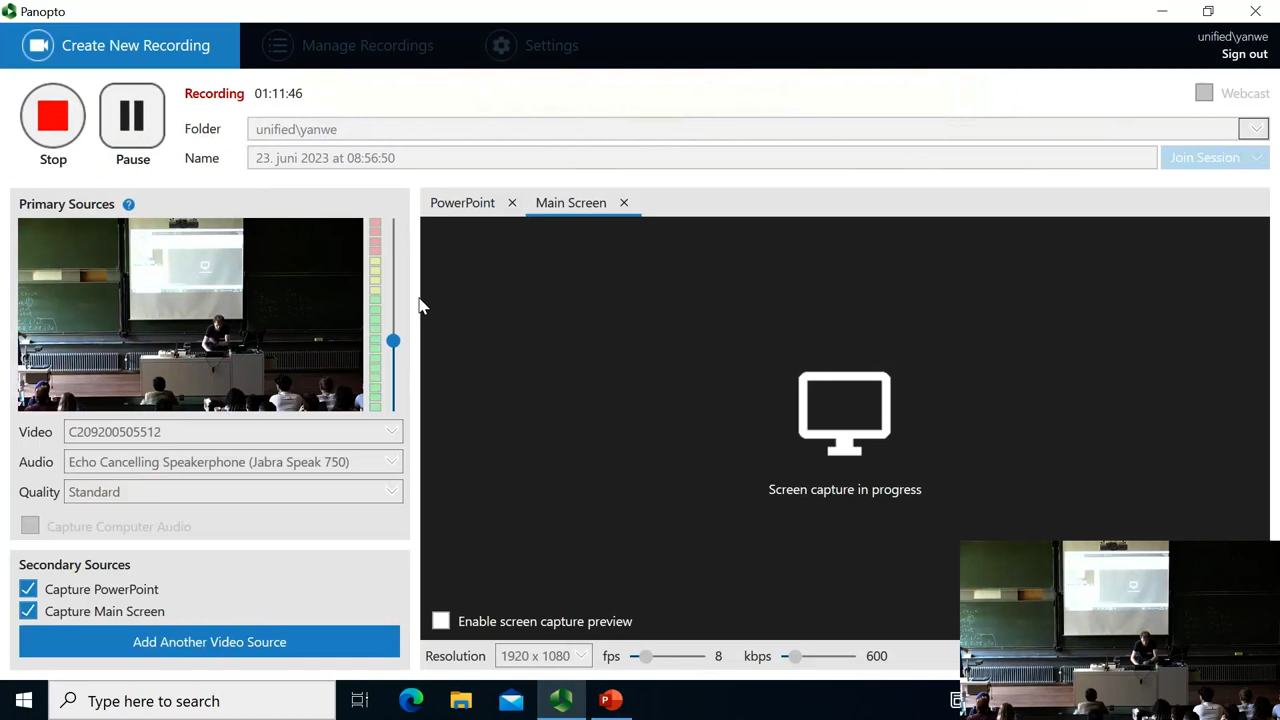 Panopto
Create New Recording
Manage Recordings
Settings
unified\yanwe
Sign out
Recording 01:11:46
Webcast
Folder unified\yanwe
Name 23. juni 2023 at 08:56:50
Join Session
Stop
Pause
Primary Sources ?
PowerPoint
Main Screen
Video C209200505512
Audio Echo Cancelling Speakerphone (Jabra Speak 750)
Quality Standard
Capture Computer Audio
Screen capture in progress
Secondary Sources
Capture PowerPoint
Capture Main Screen
Add Another Video Source
Enable screen capture preview
Resolution 1920 x 1080 fps 8 kbps 600
Type here to search